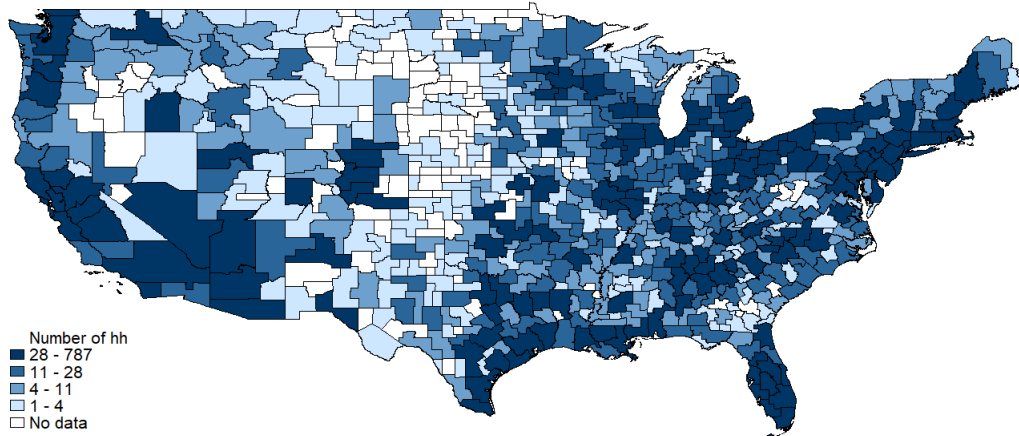 Number of hh
28 - 787
11 - 28
4 - 11
1 - 4
No data